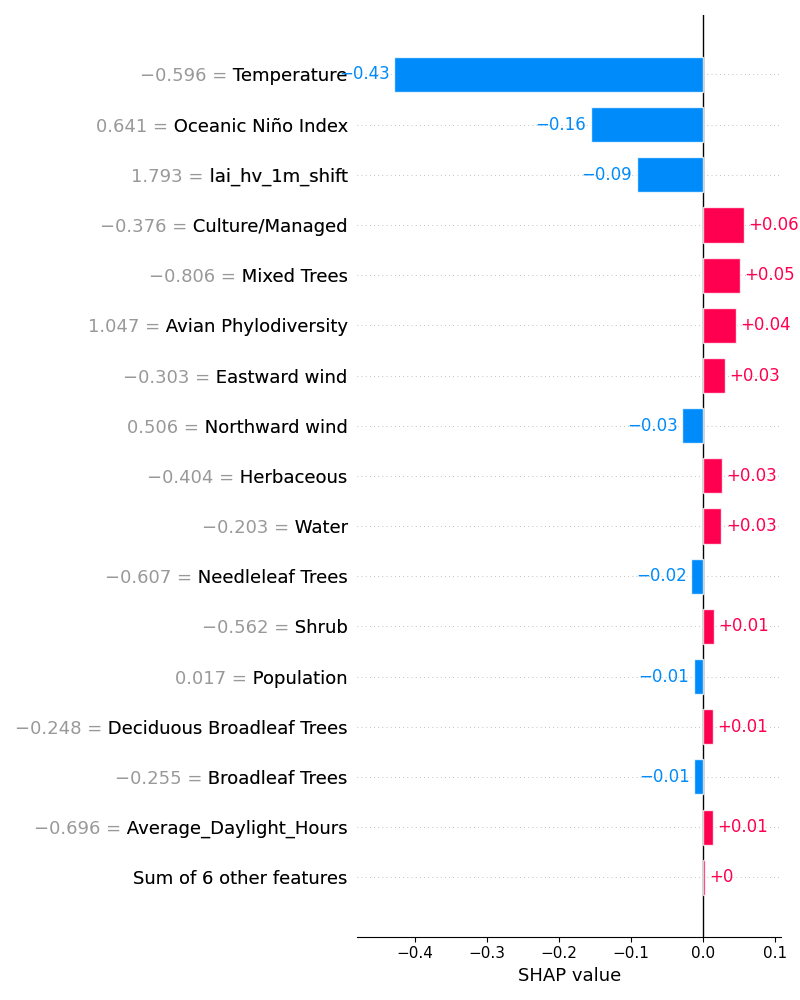 −0.596 = Temperature −0.43
0.641 = Oceanic Niño Index −0.16
1.793 = lai_hv_1m_shift −0.09
−0.376 = Culture/Managed +0.06
−0.806 = Mixed Trees +0.05
1.047 = Avian Phylodiversity +0.04
−0.303 = Eastward wind +0.03
0.506 = Northward wind −0.03
−0.404 = Herbaceous +0.03
−0.203 = Water +0.03
−0.607 = Needleleaf Trees −0.02
−0.562 = Shrub +0.01
0.017 = Population −0.01
−0.248 = Deciduous Broadleaf Trees +0.01
−0.255 = Broadleaf Trees −0.01
−0.696 = Average_Daylight_Hours +0.01
Sum of 6 other features +0
−0.4 −0.3 −0.2 −0.1 0.0 0.1
SHAP value